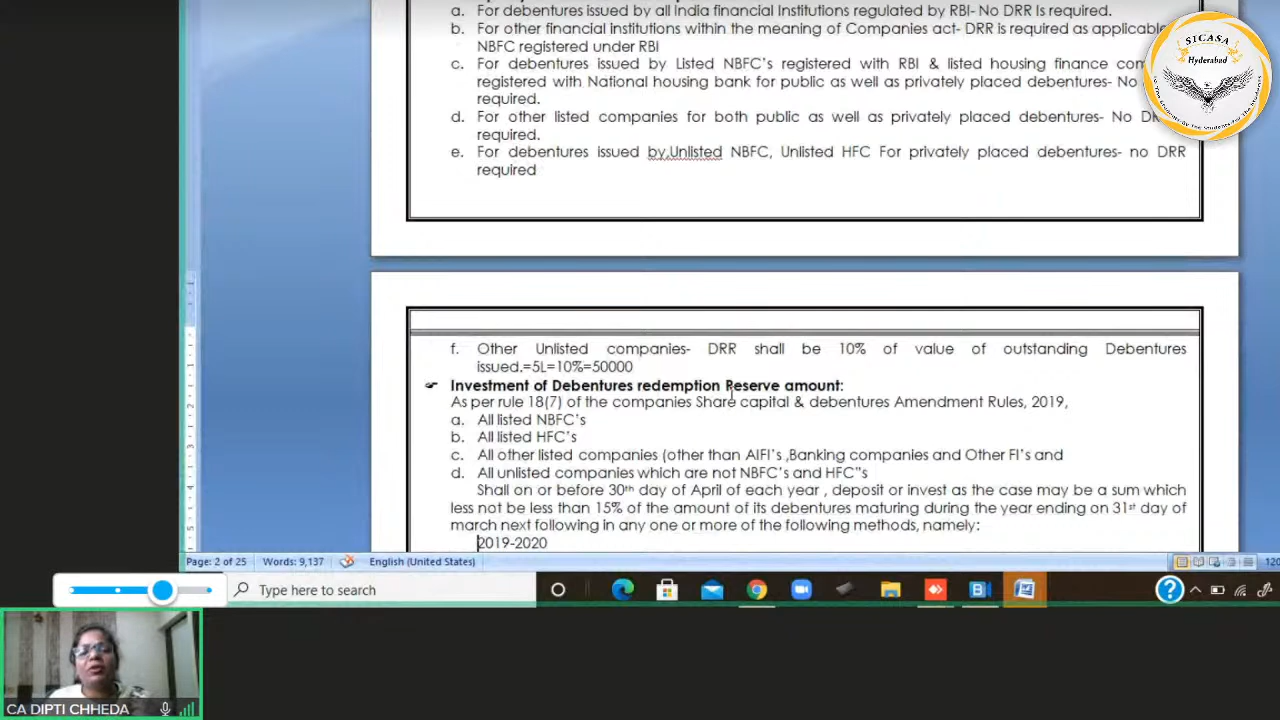 a. For debentures issued by all India financial Institutions regulated by RBI- No DRR Is required.
b. For other financial institutions within the meaning of Companies act- DRR is required as applicable
NBFC registered under RBI
c. For debentures issued by Listed NBFC's registered with RBI & listed housing finance
registered with National housing bank for public as well as privately placed debentures- No
required.
d. For other listed companies for both public as well as privately placed debentures- No
required.
e. For debentures issued by,Unlisted NBFC, Unlisted HFC For privately placed debentures- no DRR
required
SICASA
Hyderabad
f. Other Unlisted companies- DRR shall be 10% of value of outstanding Debentures
issued.=5L=10%=50000
Investment of Debentures redemption Reserve amount:
As per rule 18(7) of the companies Share capital & debentures Amendment Rules, 2019,
a. All listed NBFC's
b. All listed HFC's
c. All other listed companies (other than AIFI's ,Banking companies and Other FI's and
d. All unlisted companies which are not NBFC's and HFC"s
Shall on or before 30th day of April of each year , deposit or invest as the case may be a sum which
less not be less than 15% of the amount of its debentures maturing during the year ending on 31st day of
march next following in any one or more of the following methods, namely:
2019-2020
Page: 2 of 25 Words: 9,137 English (United States) 120
Type here to search
CA DIPTI CHHEDA